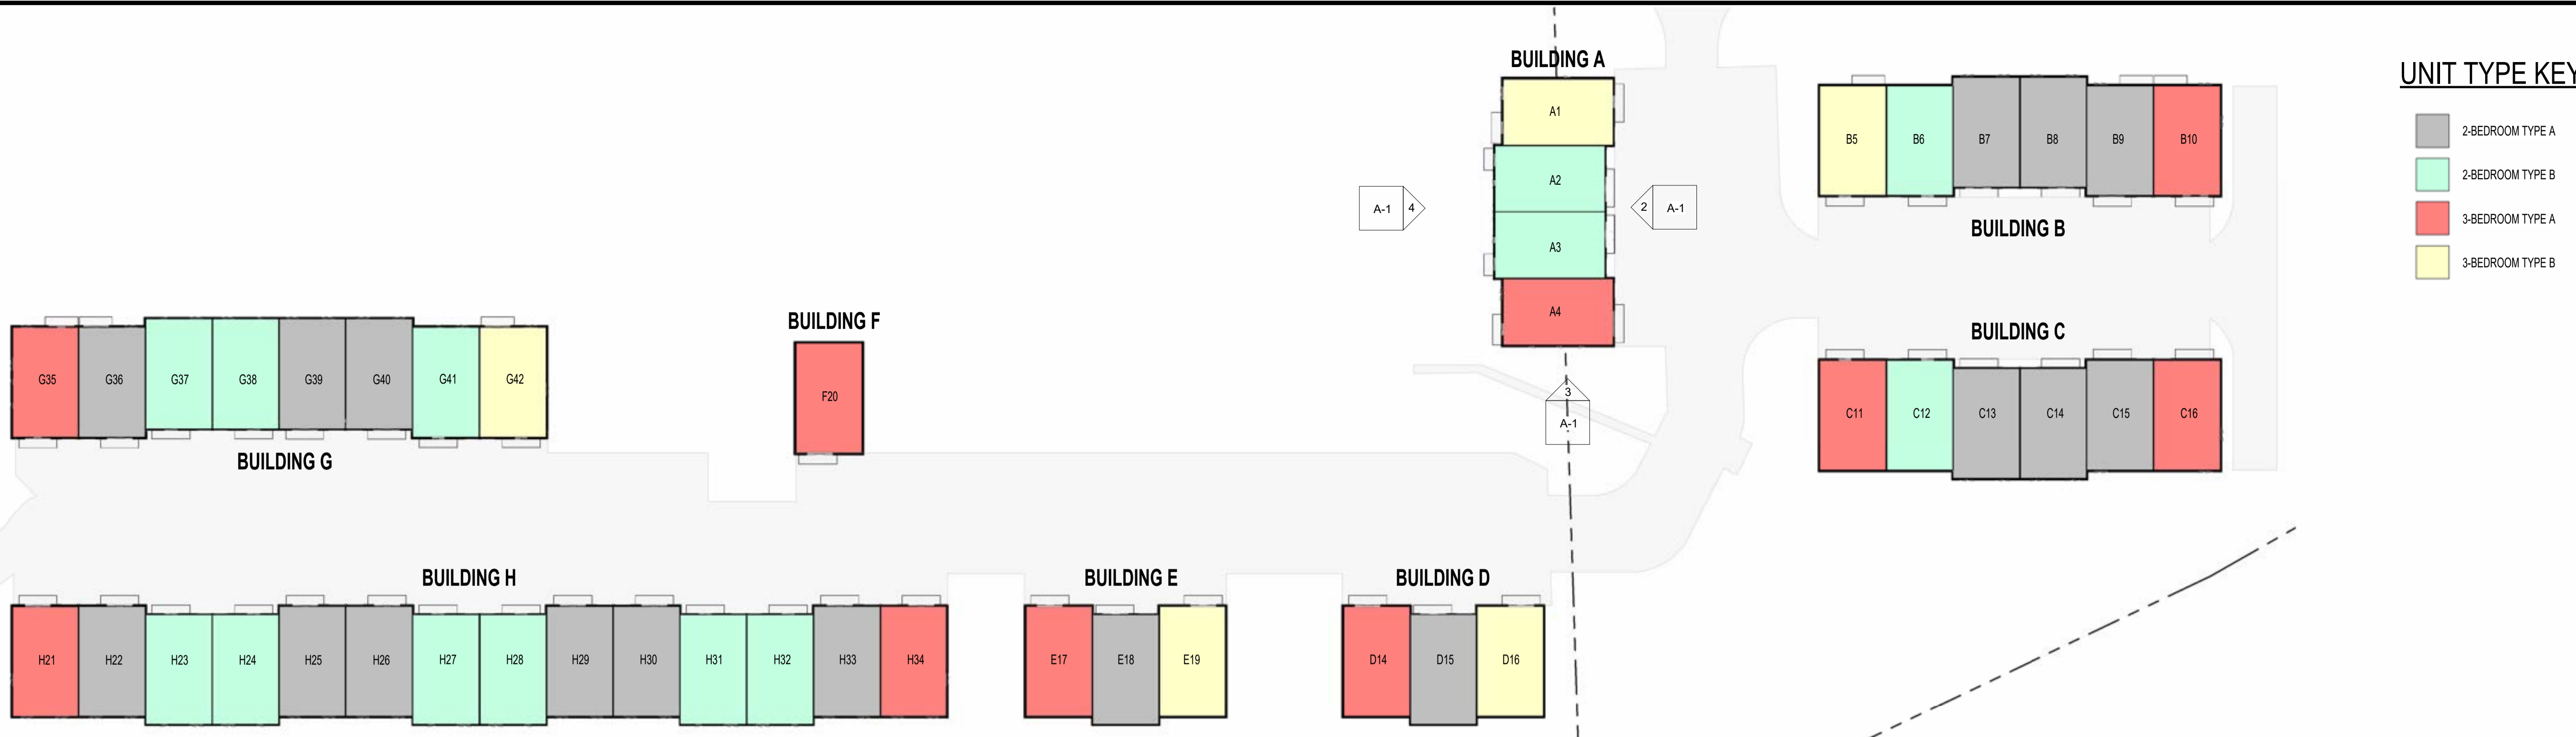 BUILDING A
UNIT TYPE KEY
A1
A2
A3
A4
A-1 4
2 A-1
3
A-1
B5 B6 B7 B8 B9 B10
BUILDING B
2-BEDROOM TYPE A
2-BEDROOM TYPE B
3-BEDROOM TYPE A
3-BEDROOM TYPE B
BUILDING C
C11 C12 C13 C14 C15 C16
G35 G36 G37 G38 G39 G40 G41 G42
BUILDING G
BUILDING F
F20
BUILDING H
H21 H22 H23 H24 H25 H26 H27 H28 H29 H30 H31 H32 H33 H34
BUILDING E
E17 E18 E19
BUILDING D
D14 D15 D16